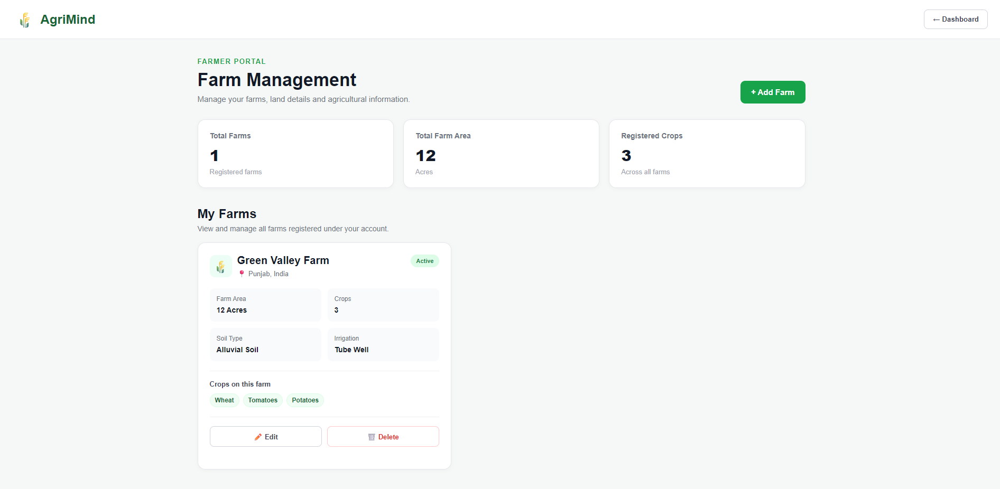 AgriMind
← Dashboard
FARMER PORTAL
Farm Management
Manage your farms, land details and agricultural information.
+ Add Farm
Total Farms
1
Registered farms
Total Farm Area
12
Acres
Registered Crops
3
Across all farms
My Farms
View and manage all farms registered under your account.
Green Valley Farm
Active
Punjab, India
Farm Area
12 Acres
Crops
3
Soil Type
Alluvial Soil
Irrigation
Tube Well
Crops on this farm
Wheat Tomatoes Potatoes
Edit
Delete